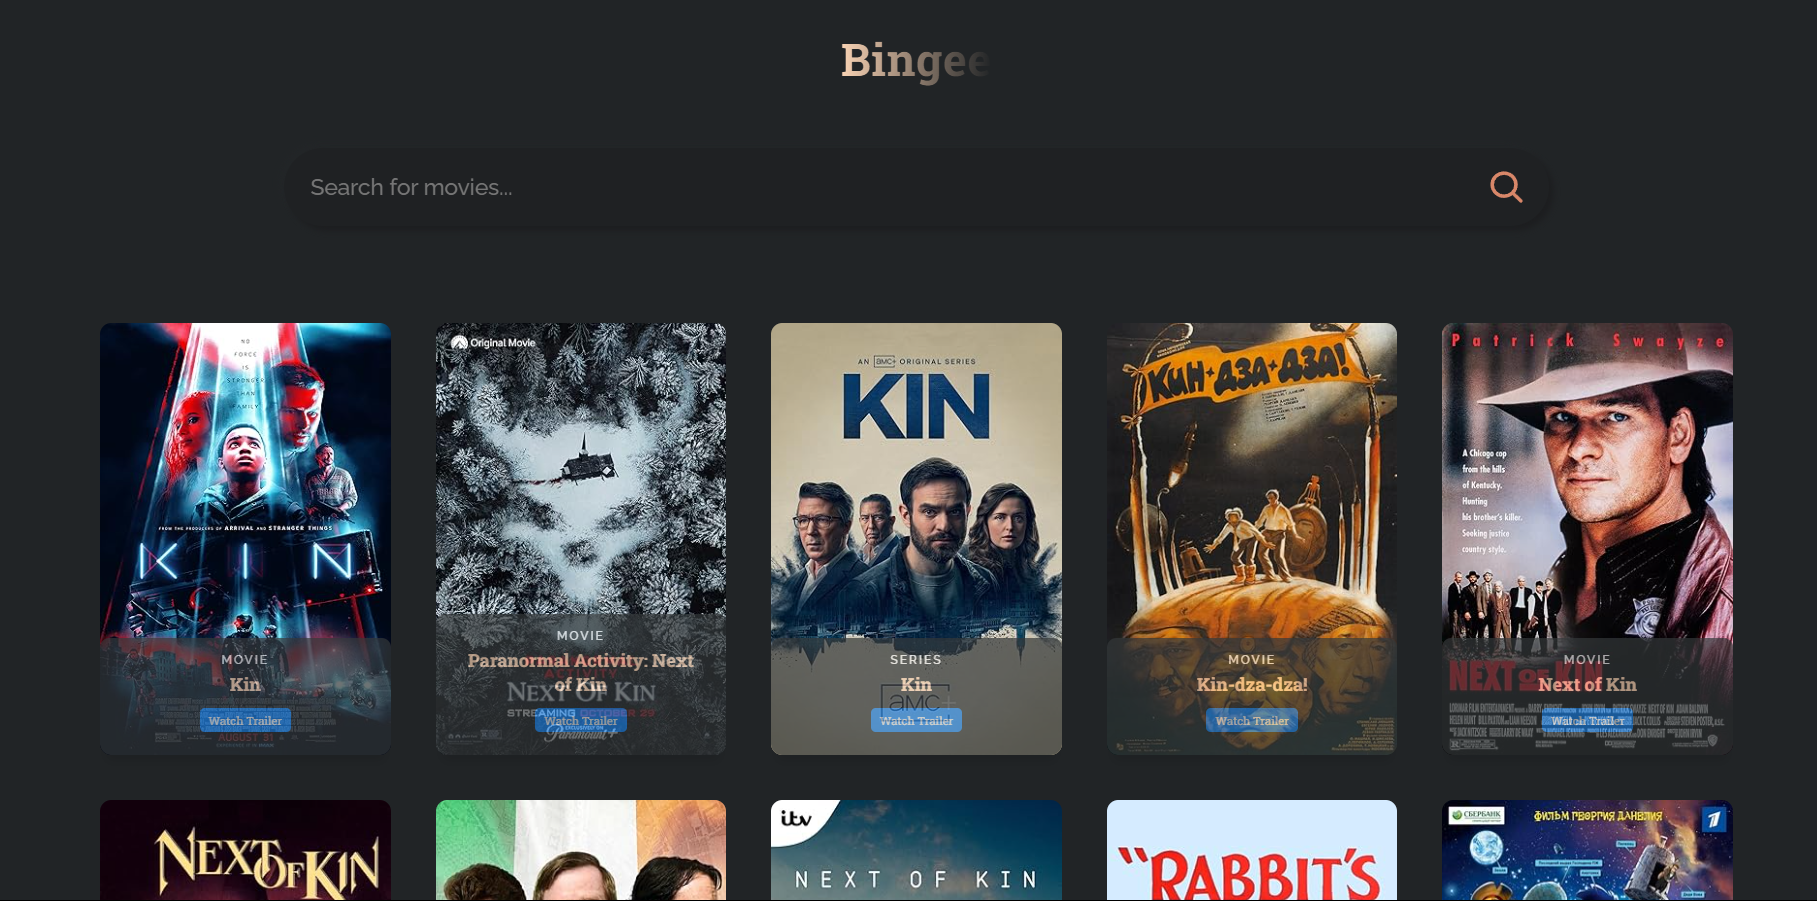 Bingee
Search for movies...
NO
FORCE
IS
STRONGER
THAN
FAMILY
FROM THE PRODUCERS OF ARRIVAL AND STRANGER THINGS
KIN
MOVIE
Kin
Watch Trailer
AUGUST 31
Original Movie
MOVIE
Paranormal Activity: Next
of Kin
ACTIVITY
NEXT OF KIN
STREAMING OCTOBER 29
Watch Trailer
Paramount+
AN AMC+ ORIGINAL SERIES
KIN
SERIES
Kin
amc+
Watch Trailer
КИН-ДЗА-ДЗА!
MOVIE
Kin-dza-dza!
Watch Trailer
Patrick Swayze
A Chicago cop
from the hills
of Kentucky.
Hunting
his brother's killer.
Seeking justice
country style.
MOVIE
NEXT OF KIN
Next of Kin
Watch Trailer
NEXT OF KIN
itv
NEXT OF KIN
"RABBIT'S
СБЕРБАНК
ФИЛЬМ ГЕОРГИЯ ДАНЕЛИЯ
1